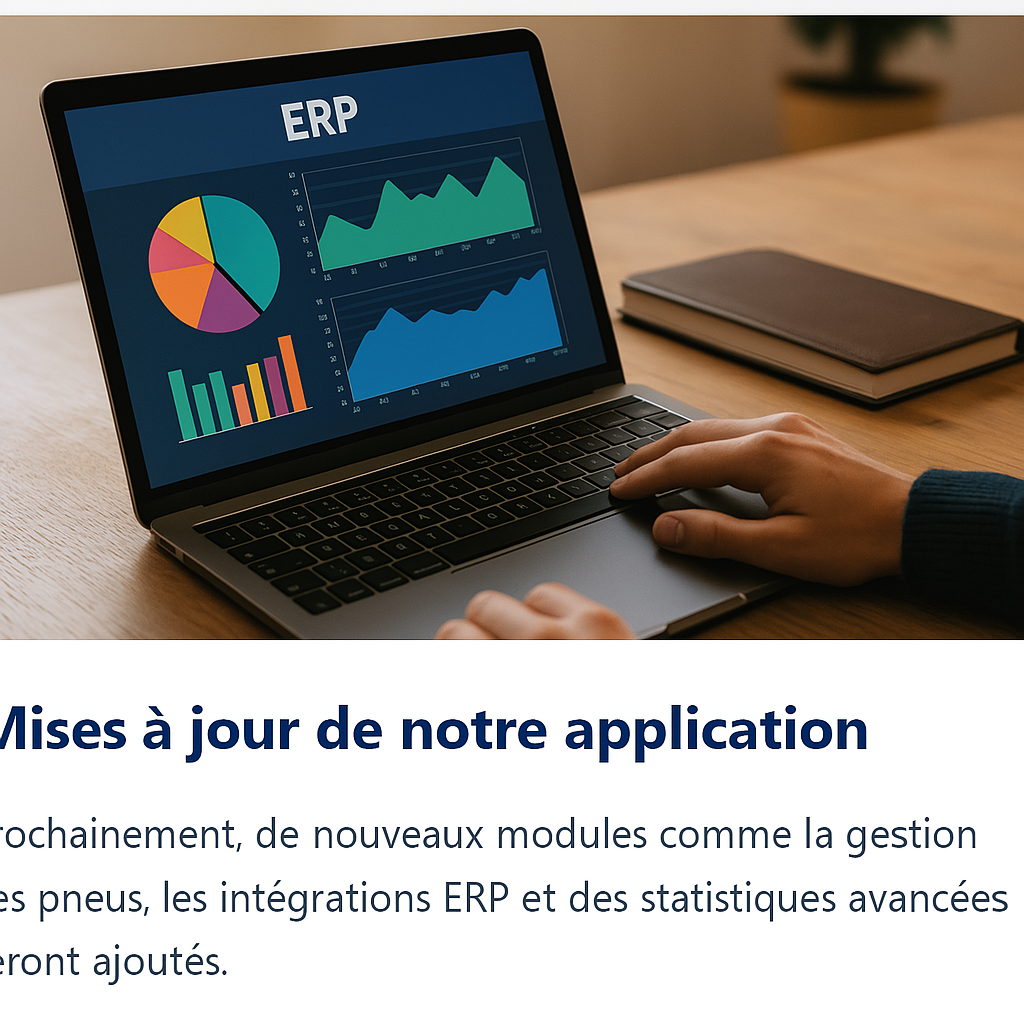 ERP
Mises à jour de notre application
rochainement, de nouveaux modules comme la gestion
es pneus, les intégrations ERP et des statistiques avancées
eront ajoutés.